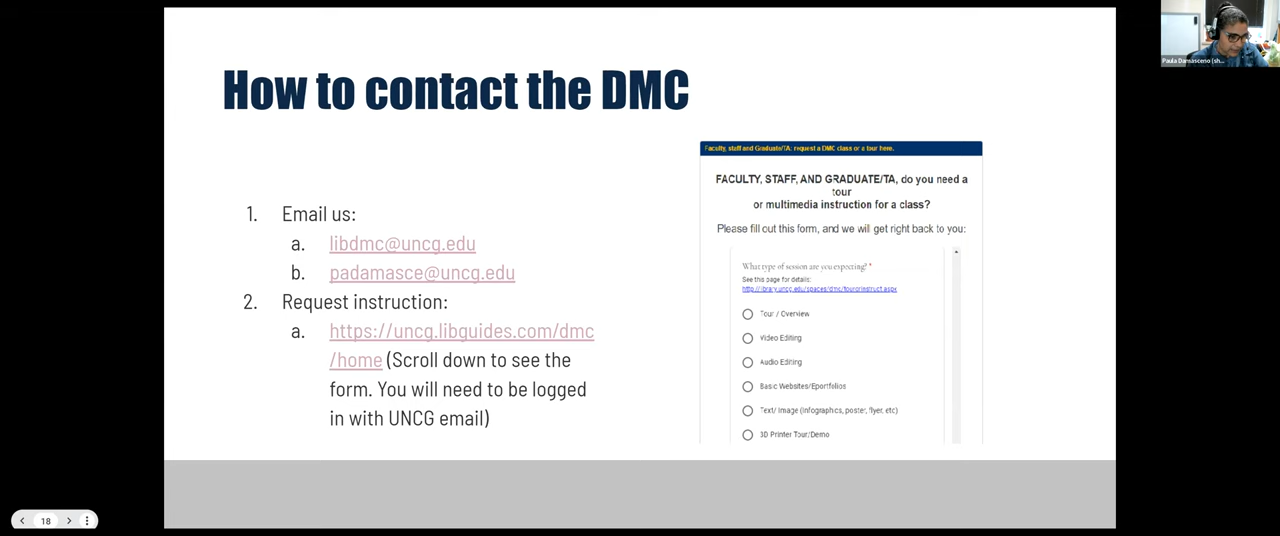 How to contact the DMC
1. Email us:
a. libdmc@uncg.edu
b. padamasce@uncg.edu
2. Request instruction:
a. https://uncg.libguides.com/dmc
/home (Scroll down to see the
form. You will need to be logged
in with UNCG email)
Faculty, staff and Graduate/TA: request a DMC class or a tour here.
FACULTY, STAFF, AND GRADUATE/TA, do you need a
tour
or multimedia instruction for a class?
Please fill out this form, and we will get right back to you:
What type of session are you expecting? *
See this page for details:
http://library.uncg.edu/spaces/dmc/tourorinstruct.aspx
Tour / Overview
Video Editing
Audio Editing
Basic Websites/Eportfolios
Text/ Image (infographics, poster, flyer, etc)
3D Printer Tour/Demo
Paula Damasceno (sh...
18